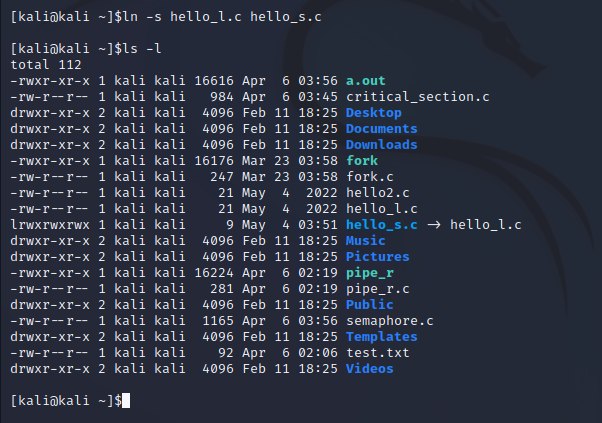 [kali@kali ~]$ln -s hello_l.c hello_s.c
[kali@kali ~]$ls -l
total 112
-rwxr-xr-x 1 kali kali 16616 Apr  6 03:56 a.out
-rw-r--r-- 1 kali kali   984 Apr  6 03:45 critical_section.c
drwxr-xr-x 2 kali kali  4096 Feb 11 18:25 Desktop
drwxr-xr-x 2 kali kali  4096 Feb 11 18:25 Documents
drwxr-xr-x 2 kali kali  4096 Feb 11 18:25 Downloads
-rwxr-xr-x 1 kali kali 16176 Mar 23 03:58 fork
-rw-r--r-- 1 kali kali   247 Mar 23 03:58 fork.c
-rw-r--r-- 1 kali kali    21 May  4  2022 hello2.c
-rw-r--r-- 1 kali kali    21 May  4  2022 hello_l.c
lrwxrwxrwx 1 kali kali     9 May  4 03:51 hello_s.c → hello_l.c
drwxr-xr-x 2 kali kali  4096 Feb 11 18:25 Music
drwxr-xr-x 2 kali kali  4096 Feb 11 18:25 Pictures
-rwxr-xr-x 1 kali kali 16224 Apr  6 02:19 pipe_r
-rw-r--r-- 1 kali kali   281 Apr  6 02:19 pipe_r.c
drwxr-xr-x 2 kali kali  4096 Feb 11 18:25 Public
-rw-r--r-- 1 kali kali  1165 Apr  6 03:56 semaphore.c
drwxr-xr-x 2 kali kali  4096 Feb 11 18:25 Templates
-rw-r--r-- 1 kali kali    92 Apr  6 02:06 test.txt
drwxr-xr-x 2 kali kali  4096 Feb 11 18:25 Videos
[kali@kali ~]$